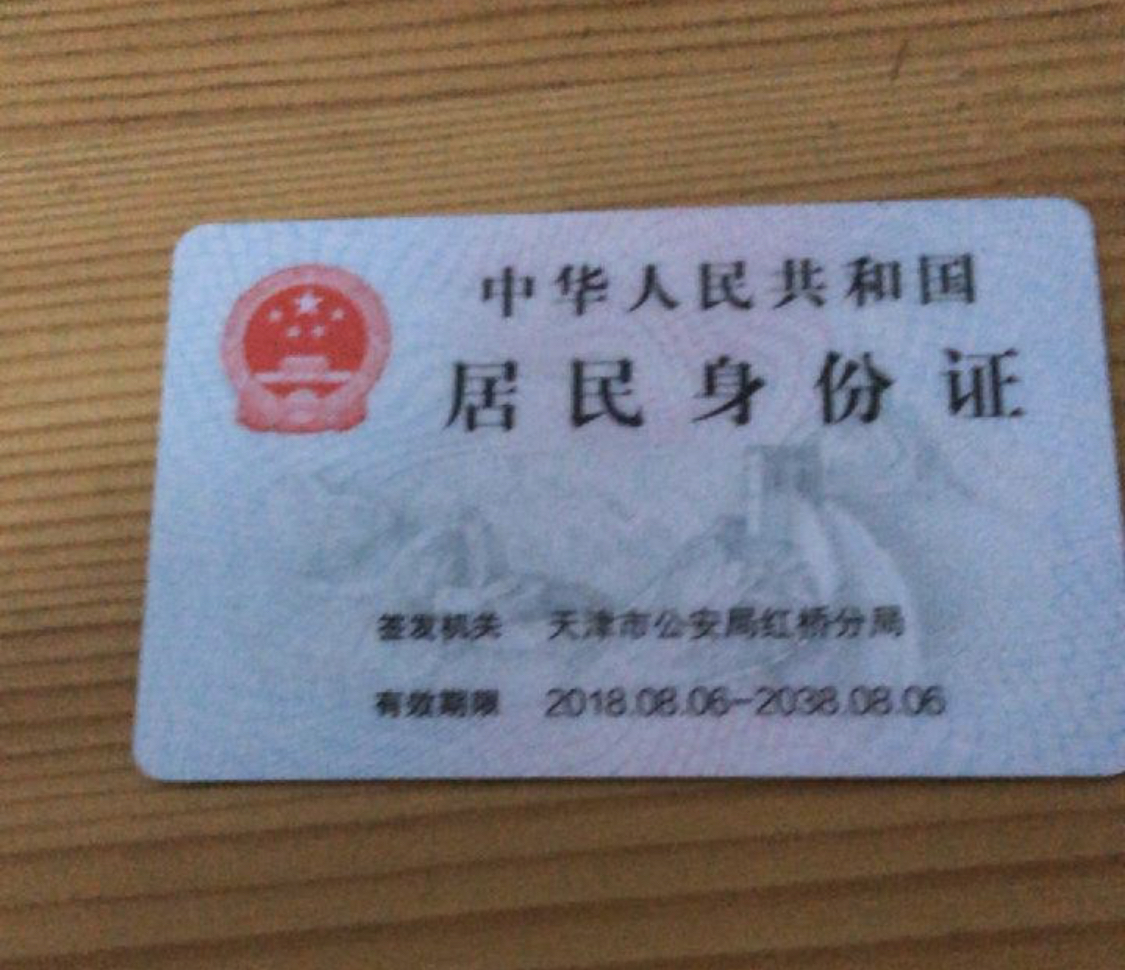 中华人民共和国
居民身份证
签发机关 天津市公安局红桥分局
有效期限 2018.08.06-2038.08.06